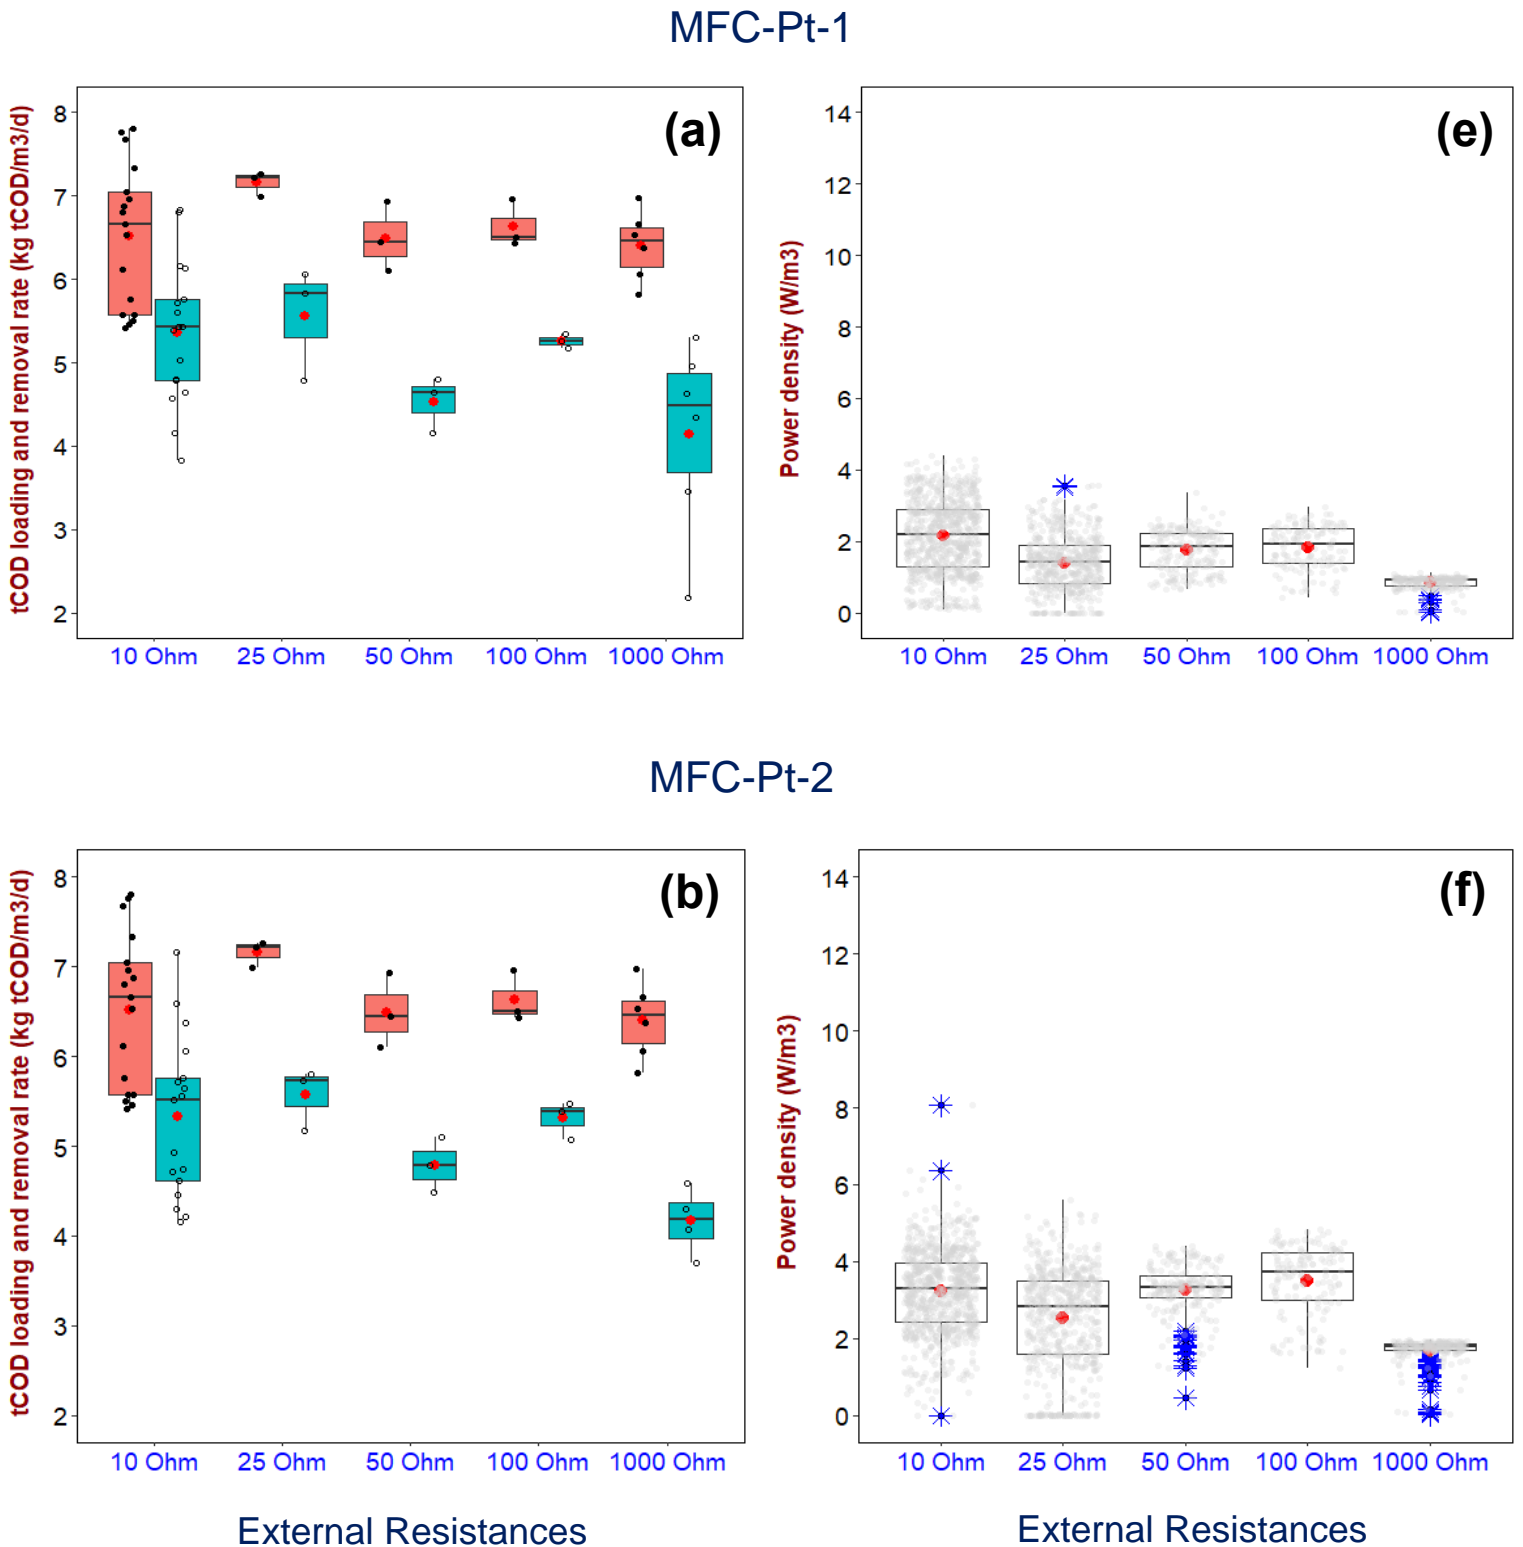 MFC-Pt-1
tCOD loading and removal rate (kg tCOD/m3/d)
8
7
6
5
4
3
2
(a)
10 Ohm 25 Ohm 50 Ohm 100 Ohm 1000 Ohm
Power density (W/m3)
14
12
10
8
6
4
2
0
(e)
10 Ohm 25 Ohm 50 Ohm 100 Ohm 1000 Ohm
MFC-Pt-2
tCOD loading and removal rate (kg tCOD/m3/d)
8
7
6
5
4
3
2
(b)
10 Ohm 25 Ohm 50 Ohm 100 Ohm 1000 Ohm
External Resistances
Power density (W/m3)
14
12
10
8
6
4
2
0
(f)
10 Ohm 25 Ohm 50 Ohm 100 Ohm 1000 Ohm
External Resistances